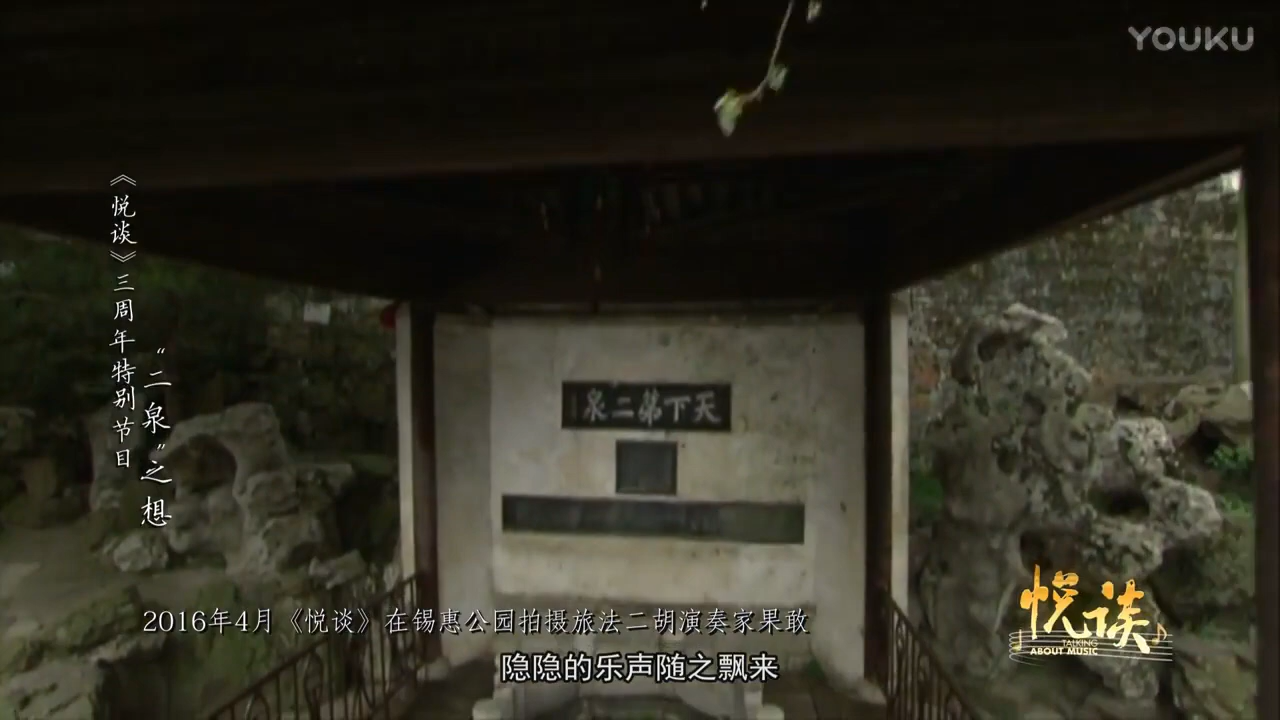 YOUKU
《悦谈》三周年特别节目
“二泉”之想
天下第二泉
2016年4月《悦谈》在锡惠公园拍摄旅法二胡演奏家果敢
悦谈
TALKING
ABOUT MUSIC
隐隐的乐声随之飘来